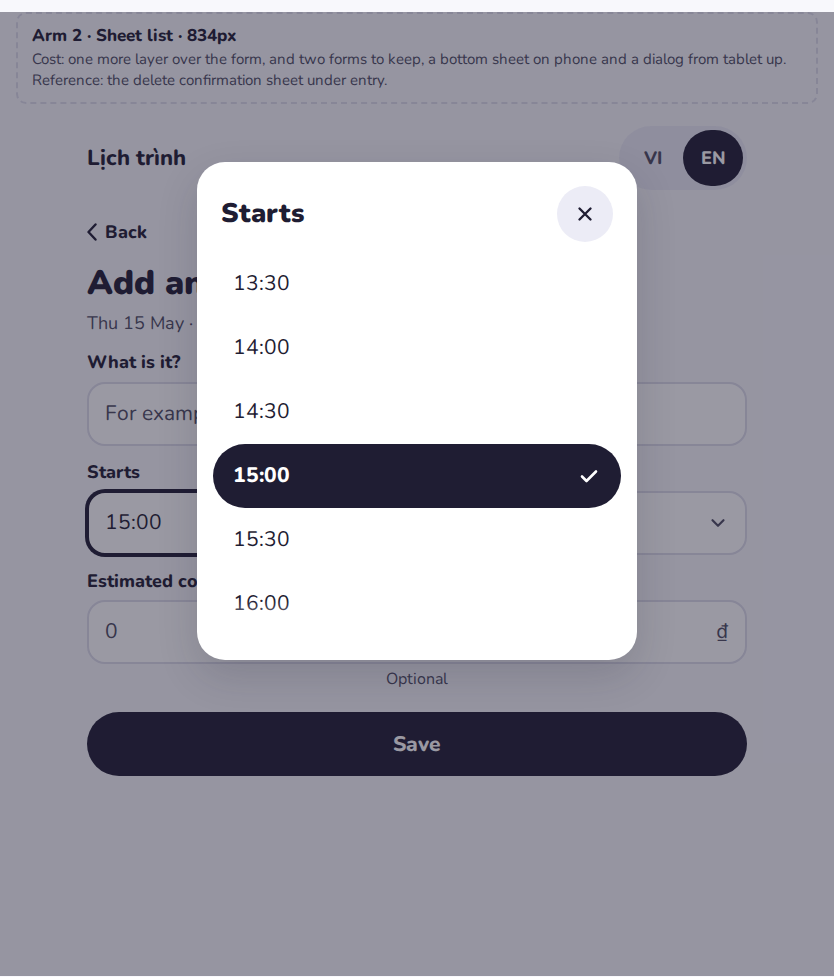 Arm 2 · Sheet list · 834px
Cost: one more layer over the form, and two forms to keep, a bottom sheet on phone and a dialog from tablet up.
Reference: the delete confirmation sheet under entry.
Lịch trình
VI
EN
Back
Add
Thu 15 May ·
What is it?
For
Starts
15:00
Estimated
0
₫
Optional
Save
Starts
13:30
14:00
14:30
15:00
15:30
16:00